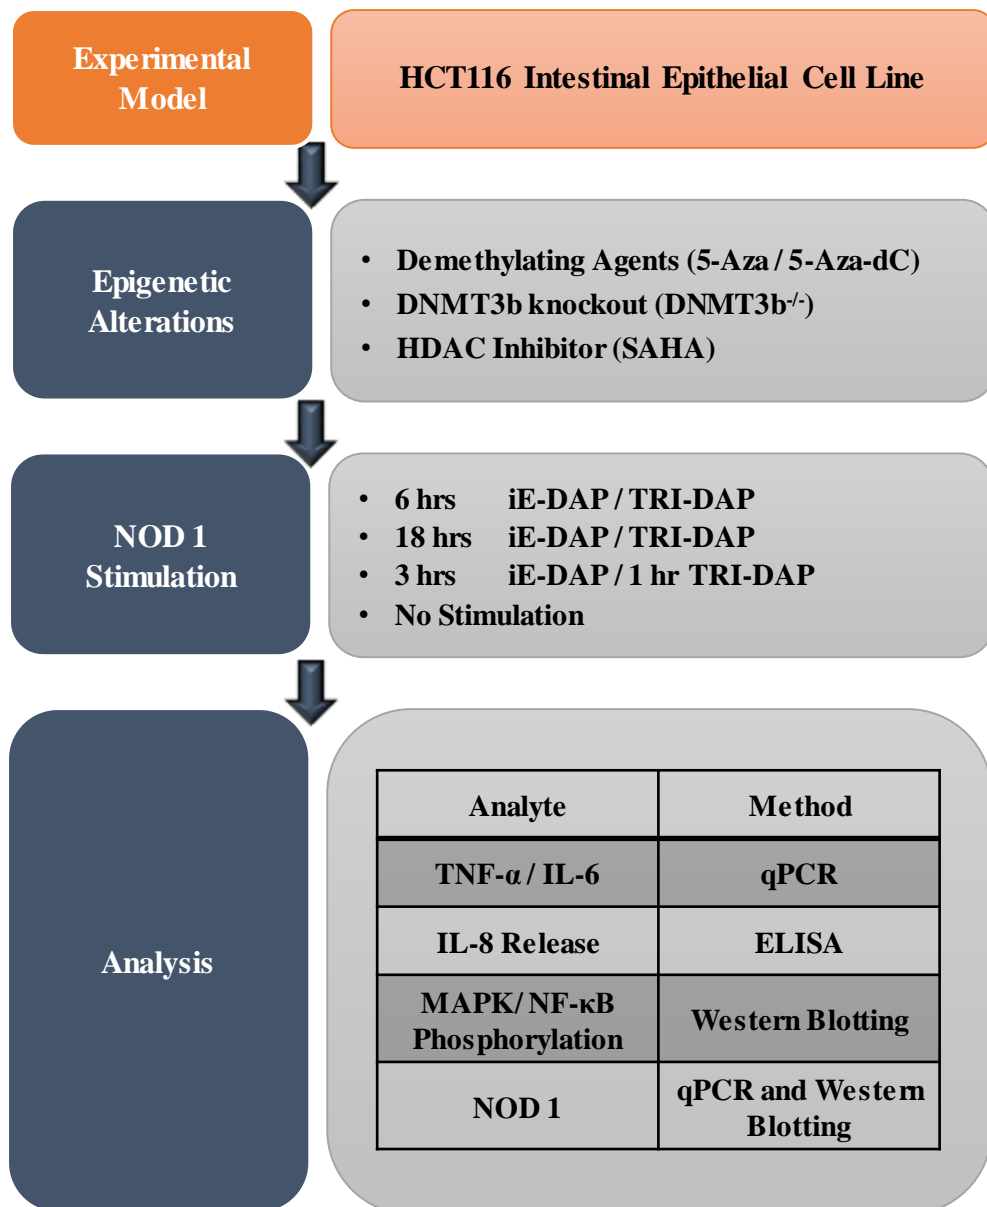 Experimental
Model
HCT116 Intestinal Epithelial Cell Line
Epigenetic
Alterations
• Demethylating Agents (5-Aza / 5-Aza-dC)
• DNMT3b knockout (DNMT3b-/-)
• HDAC Inhibitor (SAHA)
NOD 1
Stimulation
• 6 hrs iE-DAP / TRI-DAP
• 18 hrs iE-DAP / TRI-DAP
• 3 hrs iE-DAP / 1 hr TRI-DAP
• No Stimulation
Analysis
Analyte Method
TNF-α / IL-6 qPCR
IL-8 Release ELISA
MAPK/ NF-κB
Phosphorylation
Western Blotting
NOD 1
qPCR and Western
Blotting